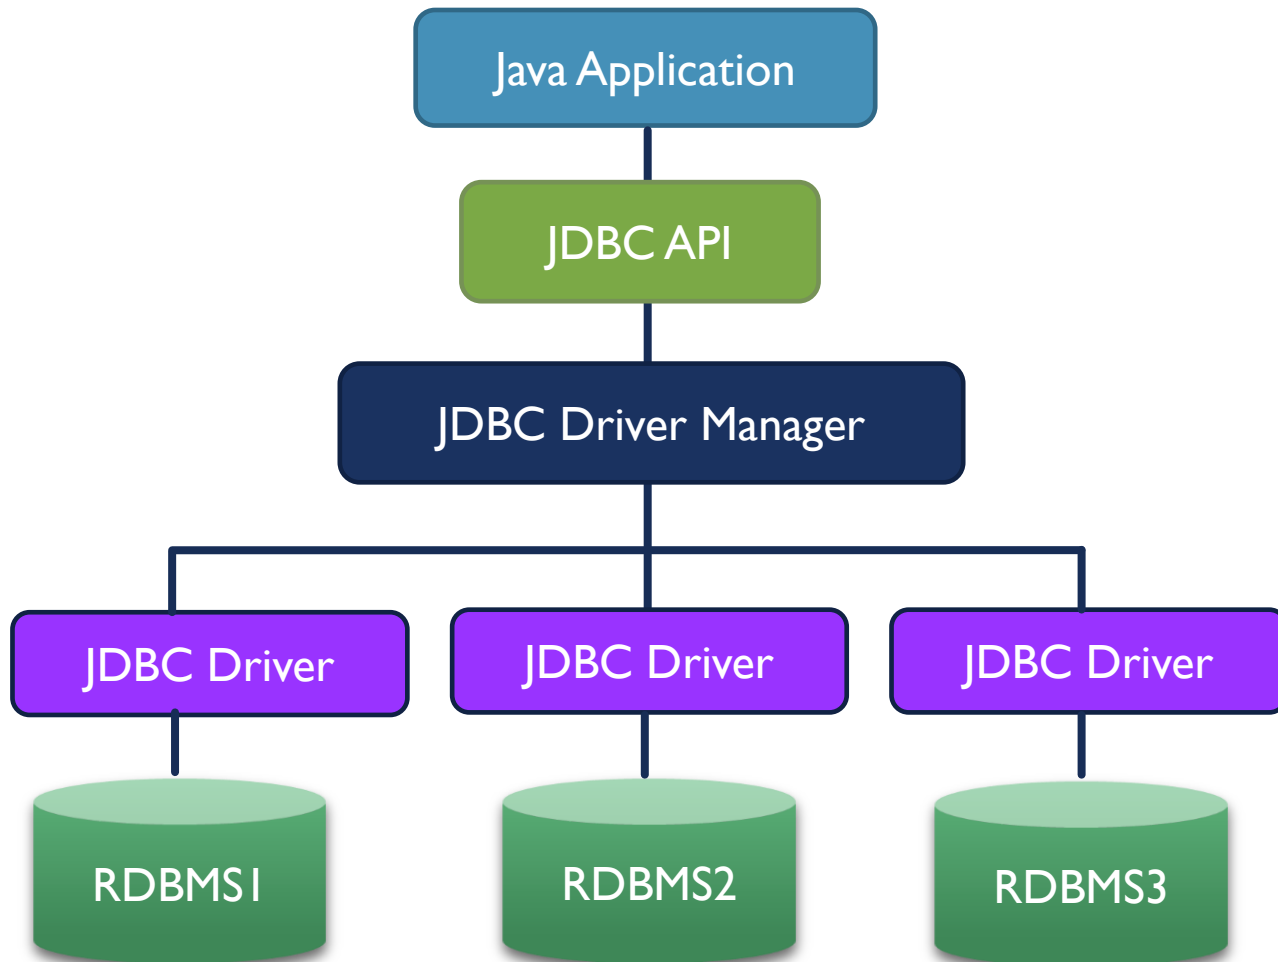 Java Application
JDBC API
JDBC Driver Manager
JDBC Driver
JDBC Driver
JDBC Driver
RDBMS1
RDBMS2
RDBMS3